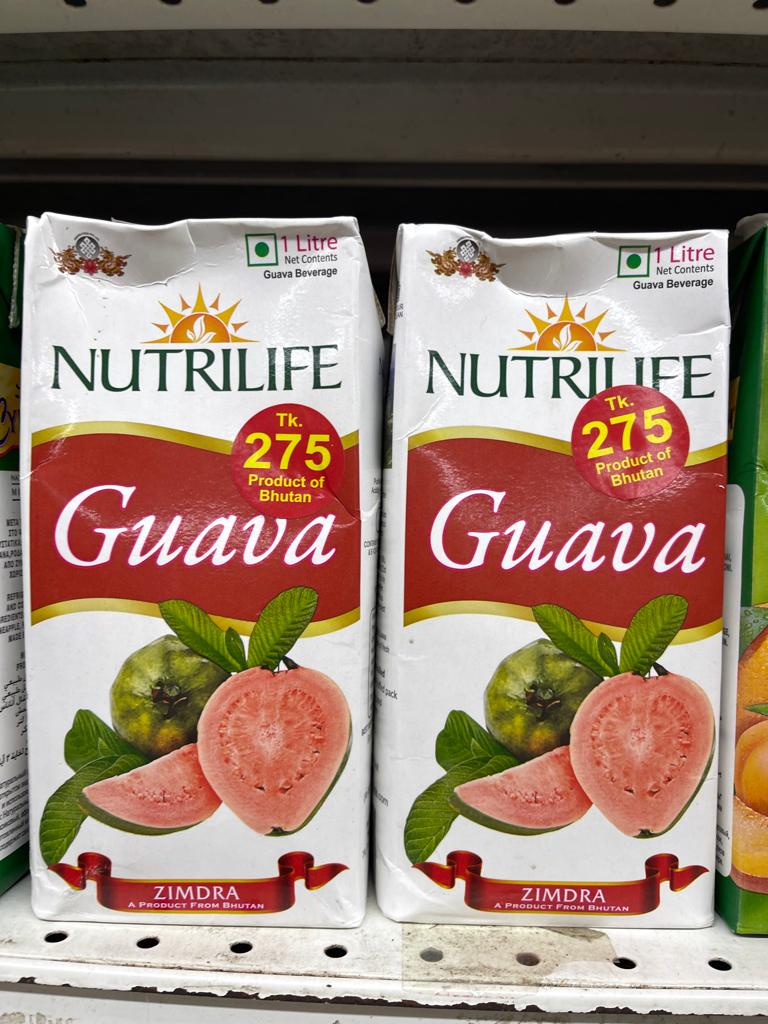 1 Litre
Net Contents
Guava Beverage
NUTRILIFE
Tk.
275
Product of
Bhutan
Guava
ZIMDRA
A PRODUCT FROM BHUTAN
1 Litre
Net Contents
Guava Beverage
NUTRILIFE
Tk.
275
Product of
Bhutan
Guava
ZIMDRA
A PRODUCT FROM BHUTAN